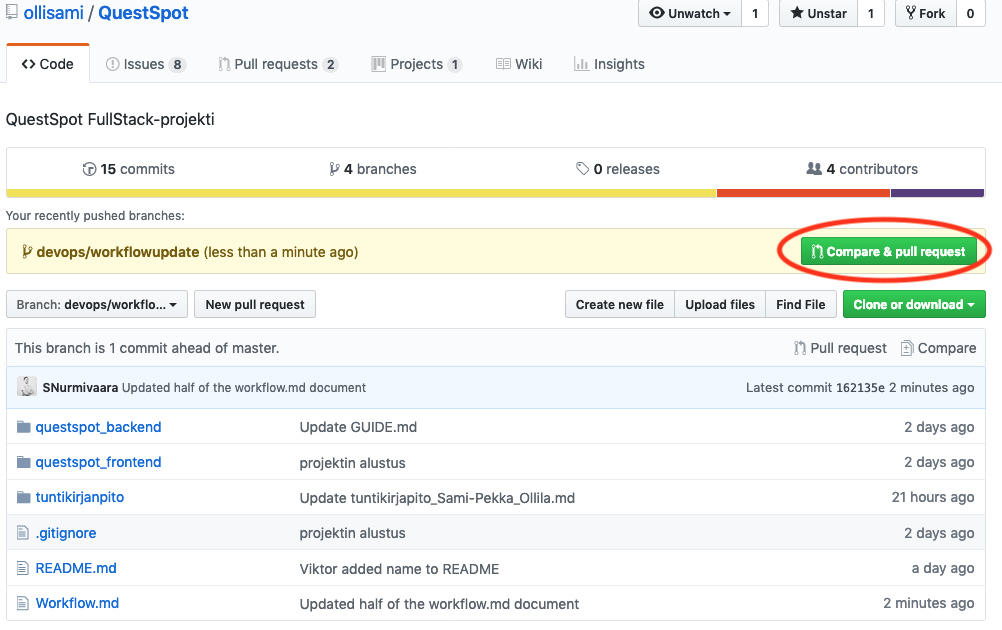 ollisami / QuestSpot Unwatch 1 Unstar 1 Fork 0
Code Issues 8 Pull requests 2 Projects 1 Wiki Insights
QuestSpot FullStack-projekti
15 commits 4 branches 0 releases 4 contributors
Your recently pushed branches:
devops/workflowupdate (less than a minute ago) Compare & pull request
Branch: devops/workflo... New pull request Create new file Upload files Find File Clone or download
This branch is 1 commit ahead of master. Pull request Compare
SNurmivaara Updated half of the workflow.md document Latest commit 162135e 2 minutes ago
questspot_backend Update GUIDE.md 2 days ago
questspot_frontend projektin alustus 2 days ago
tuntikirjanpito Update tuntikirjapito_Sami-Pekka_Ollila.md 21 hours ago
.gitignore projektin alustus 2 days ago
README.md Viktor added name to README a day ago
Workflow.md Updated half of the workflow.md document 2 minutes ago